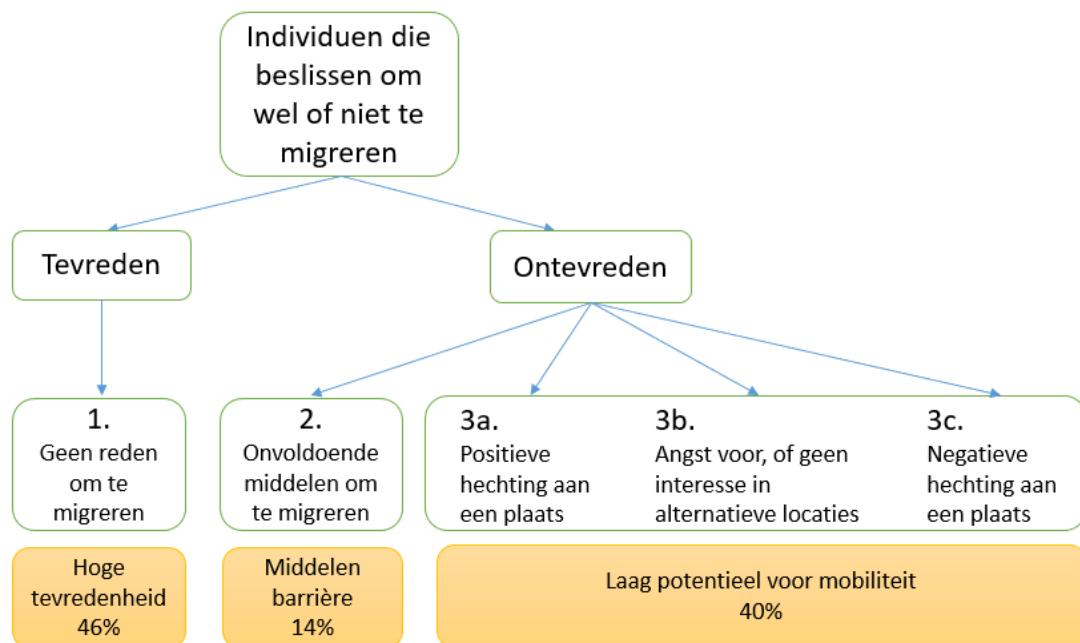 Individuen die
beslissen om
wel of niet te
migreren
Tevreden
Ontevreden
1.
Geen reden
om te
migreren
2.
Onvoldoende
middelen om
te migreren
3a.
Positieve
hechting aan
een plaats
3b.
Angst voor, of geen
interesse in
alternatieve locaties
3c.
Negatieve
hechting aan
een plaats
Hoge
tevredenheid
46%
Middelen
barrière
14%
Laag potentieel voor mobiliteit
40%